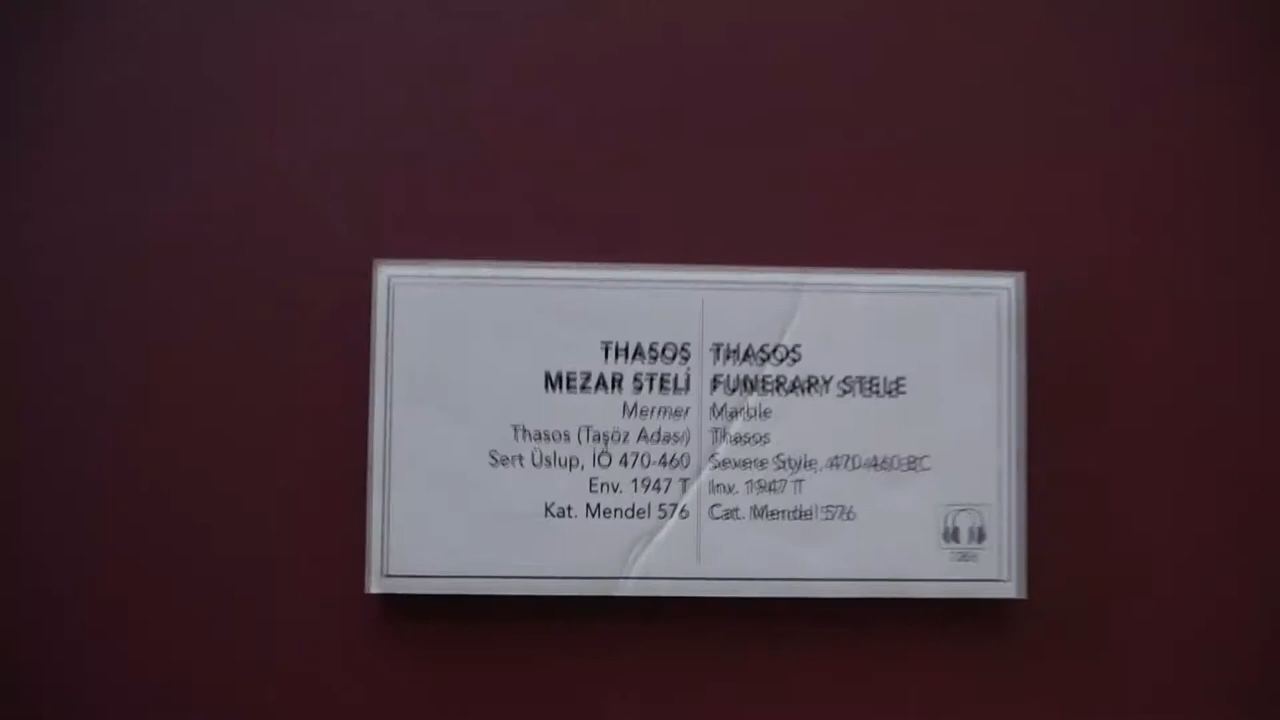 THASOS
MEZAR STELİ
Mermer
Thasos (Taşöz Adası)
Sert Üslup, İÖ 470-460
Env. 1947 T
Kat. Mendel 576
THASOS
FUNERARY STELE
Marble
Thasos
Severe Style, 470-460 BC
Inv. 1947 T
Cat. Mendel 576